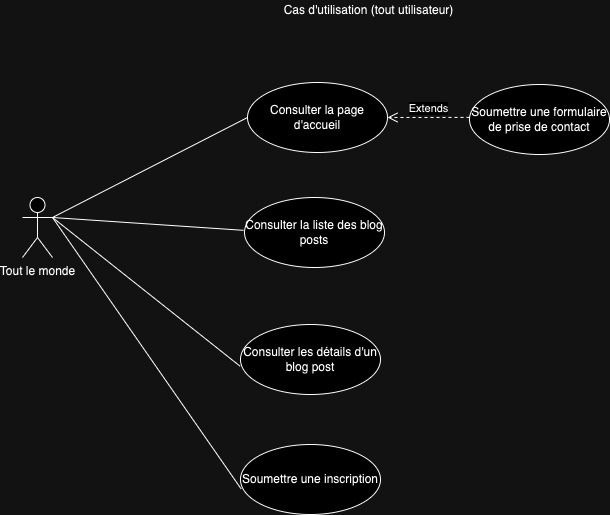 Cas d'utilisation (tout utilisateur)
Consulter la page
d'accueil
Extends
Soumettre une formulaire
de prise de contact
Consulter la liste des blog
posts
Tout le monde
Consulter les détails d'un
blog post
Soumettre une inscription